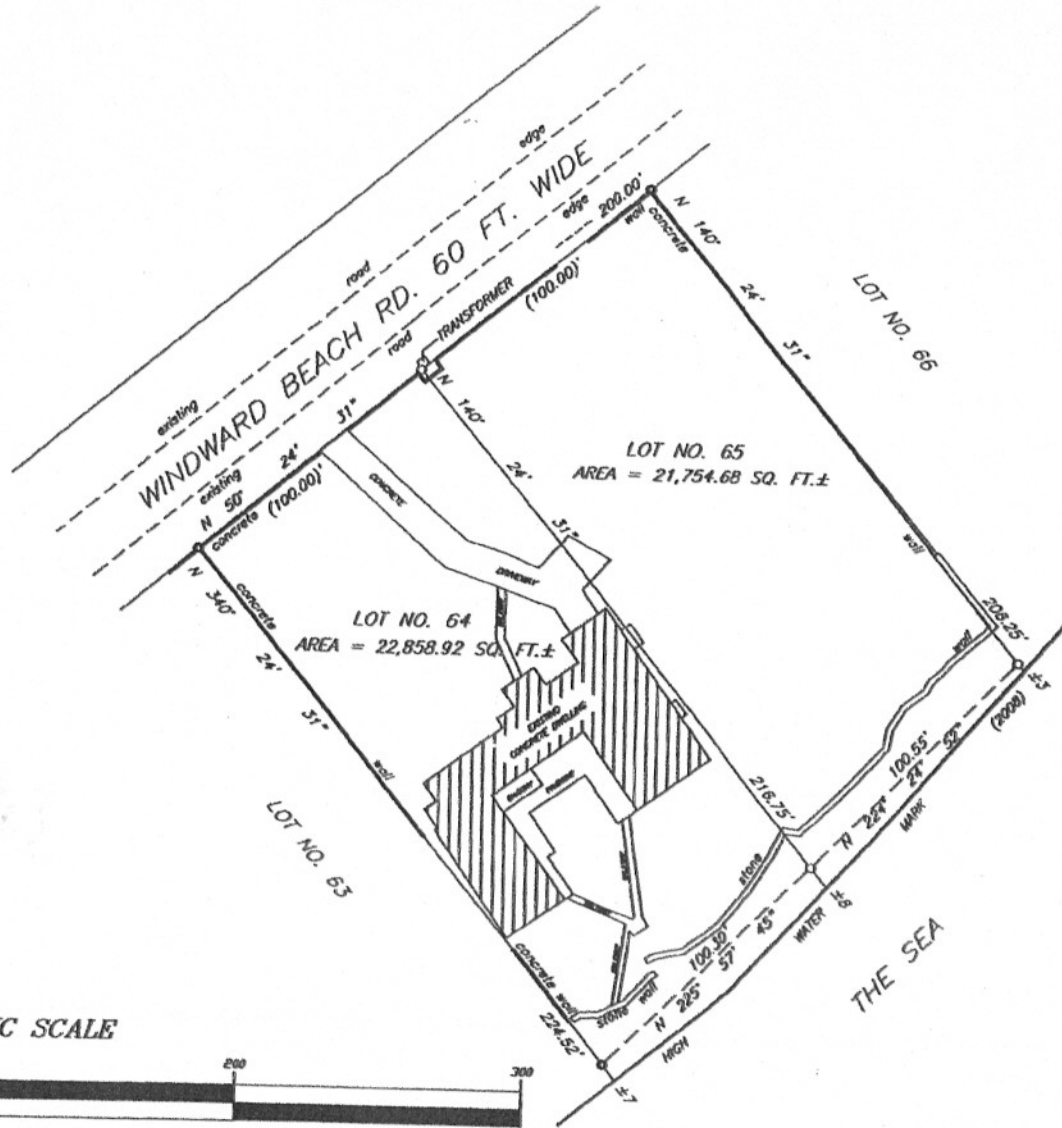 WINDWARD BEACH RD. 60 FT. WIDE
existing road edge
existing road edge
200.00'
TRANSFORMER
(100.00)'
wall
N 50° 24' 31"
(100.00)'
concrete
N 140° 24' 31"
concrete
wall
208.25'
LOT NO. 66
LOT NO. 65
AREA = 21,754.68 SQ. FT.±
N 140° 24' 31"
216.75'
CONCRETE
DRIVEWAY
LOT NO. 64
AREA = 22,858.92 SQ. FT.±
EXISTING
CONCRETE DWELLING
N 340° 24' 31"
concrete
wall
concrete wall
224.52'
LOT NO. 63
wall
stone
stone wall
100.55'
N 224° 24' 52"
100.30'
N 225° 57' 45"
±3
±8
±7
HIGH WATER MARK (2008)
THE SEA
C SCALE
200
300